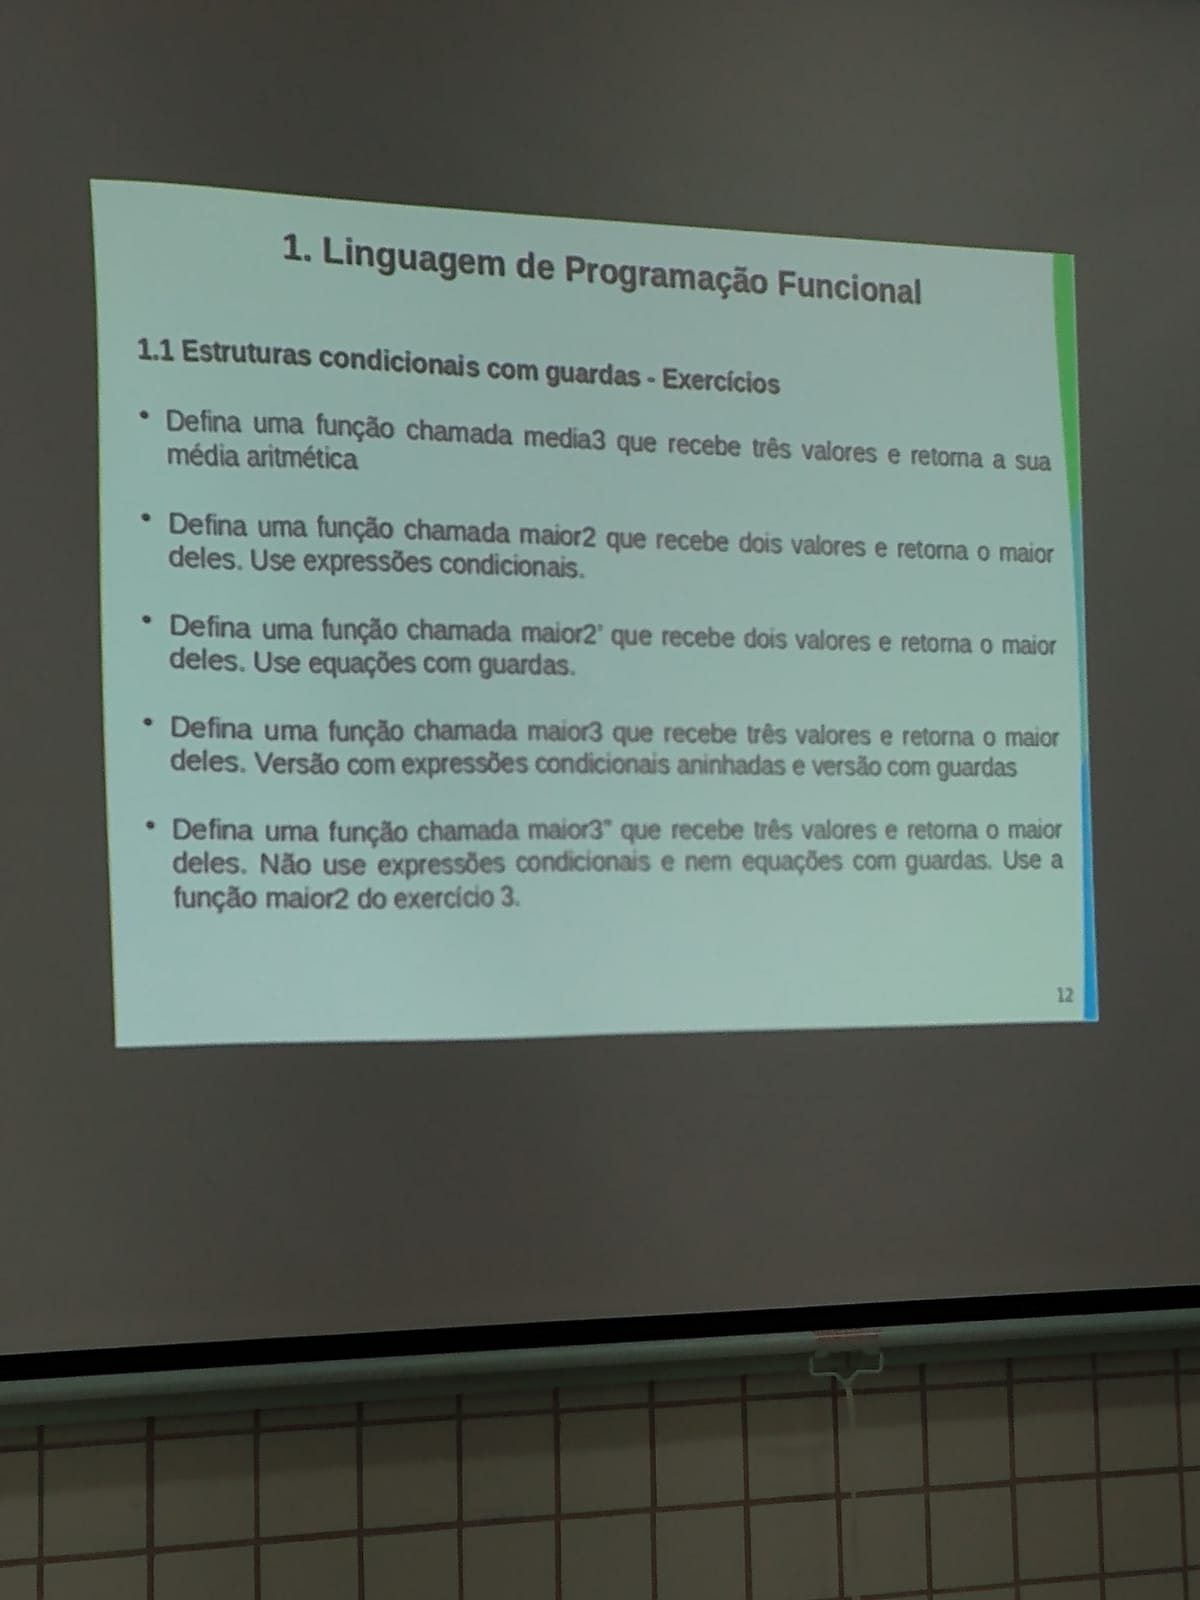 1. Linguagem de Programação Funcional
1.1 Estruturas condicionais com guardas - Exercícios
• Defina uma função chamada media3 que recebe três valores e retorna a sua
média aritmética
• Defina uma função chamada maior2 que recebe dois valores e retorna o maior
deles. Use expressões condicionais.
• Defina uma função chamada maior2' que recebe dois valores e retorna o maior
deles. Use equações com guardas.
• Defina uma função chamada maior3 que recebe três valores e retorna o maior
deles. Versão com expressões condicionais aninhadas e versão com guardas
• Defina uma função chamada maior3" que recebe três valores e retorna o maior
deles. Não use expressões condicionais e nem equações com guardas. Use a
função maior2 do exercício 3.
12